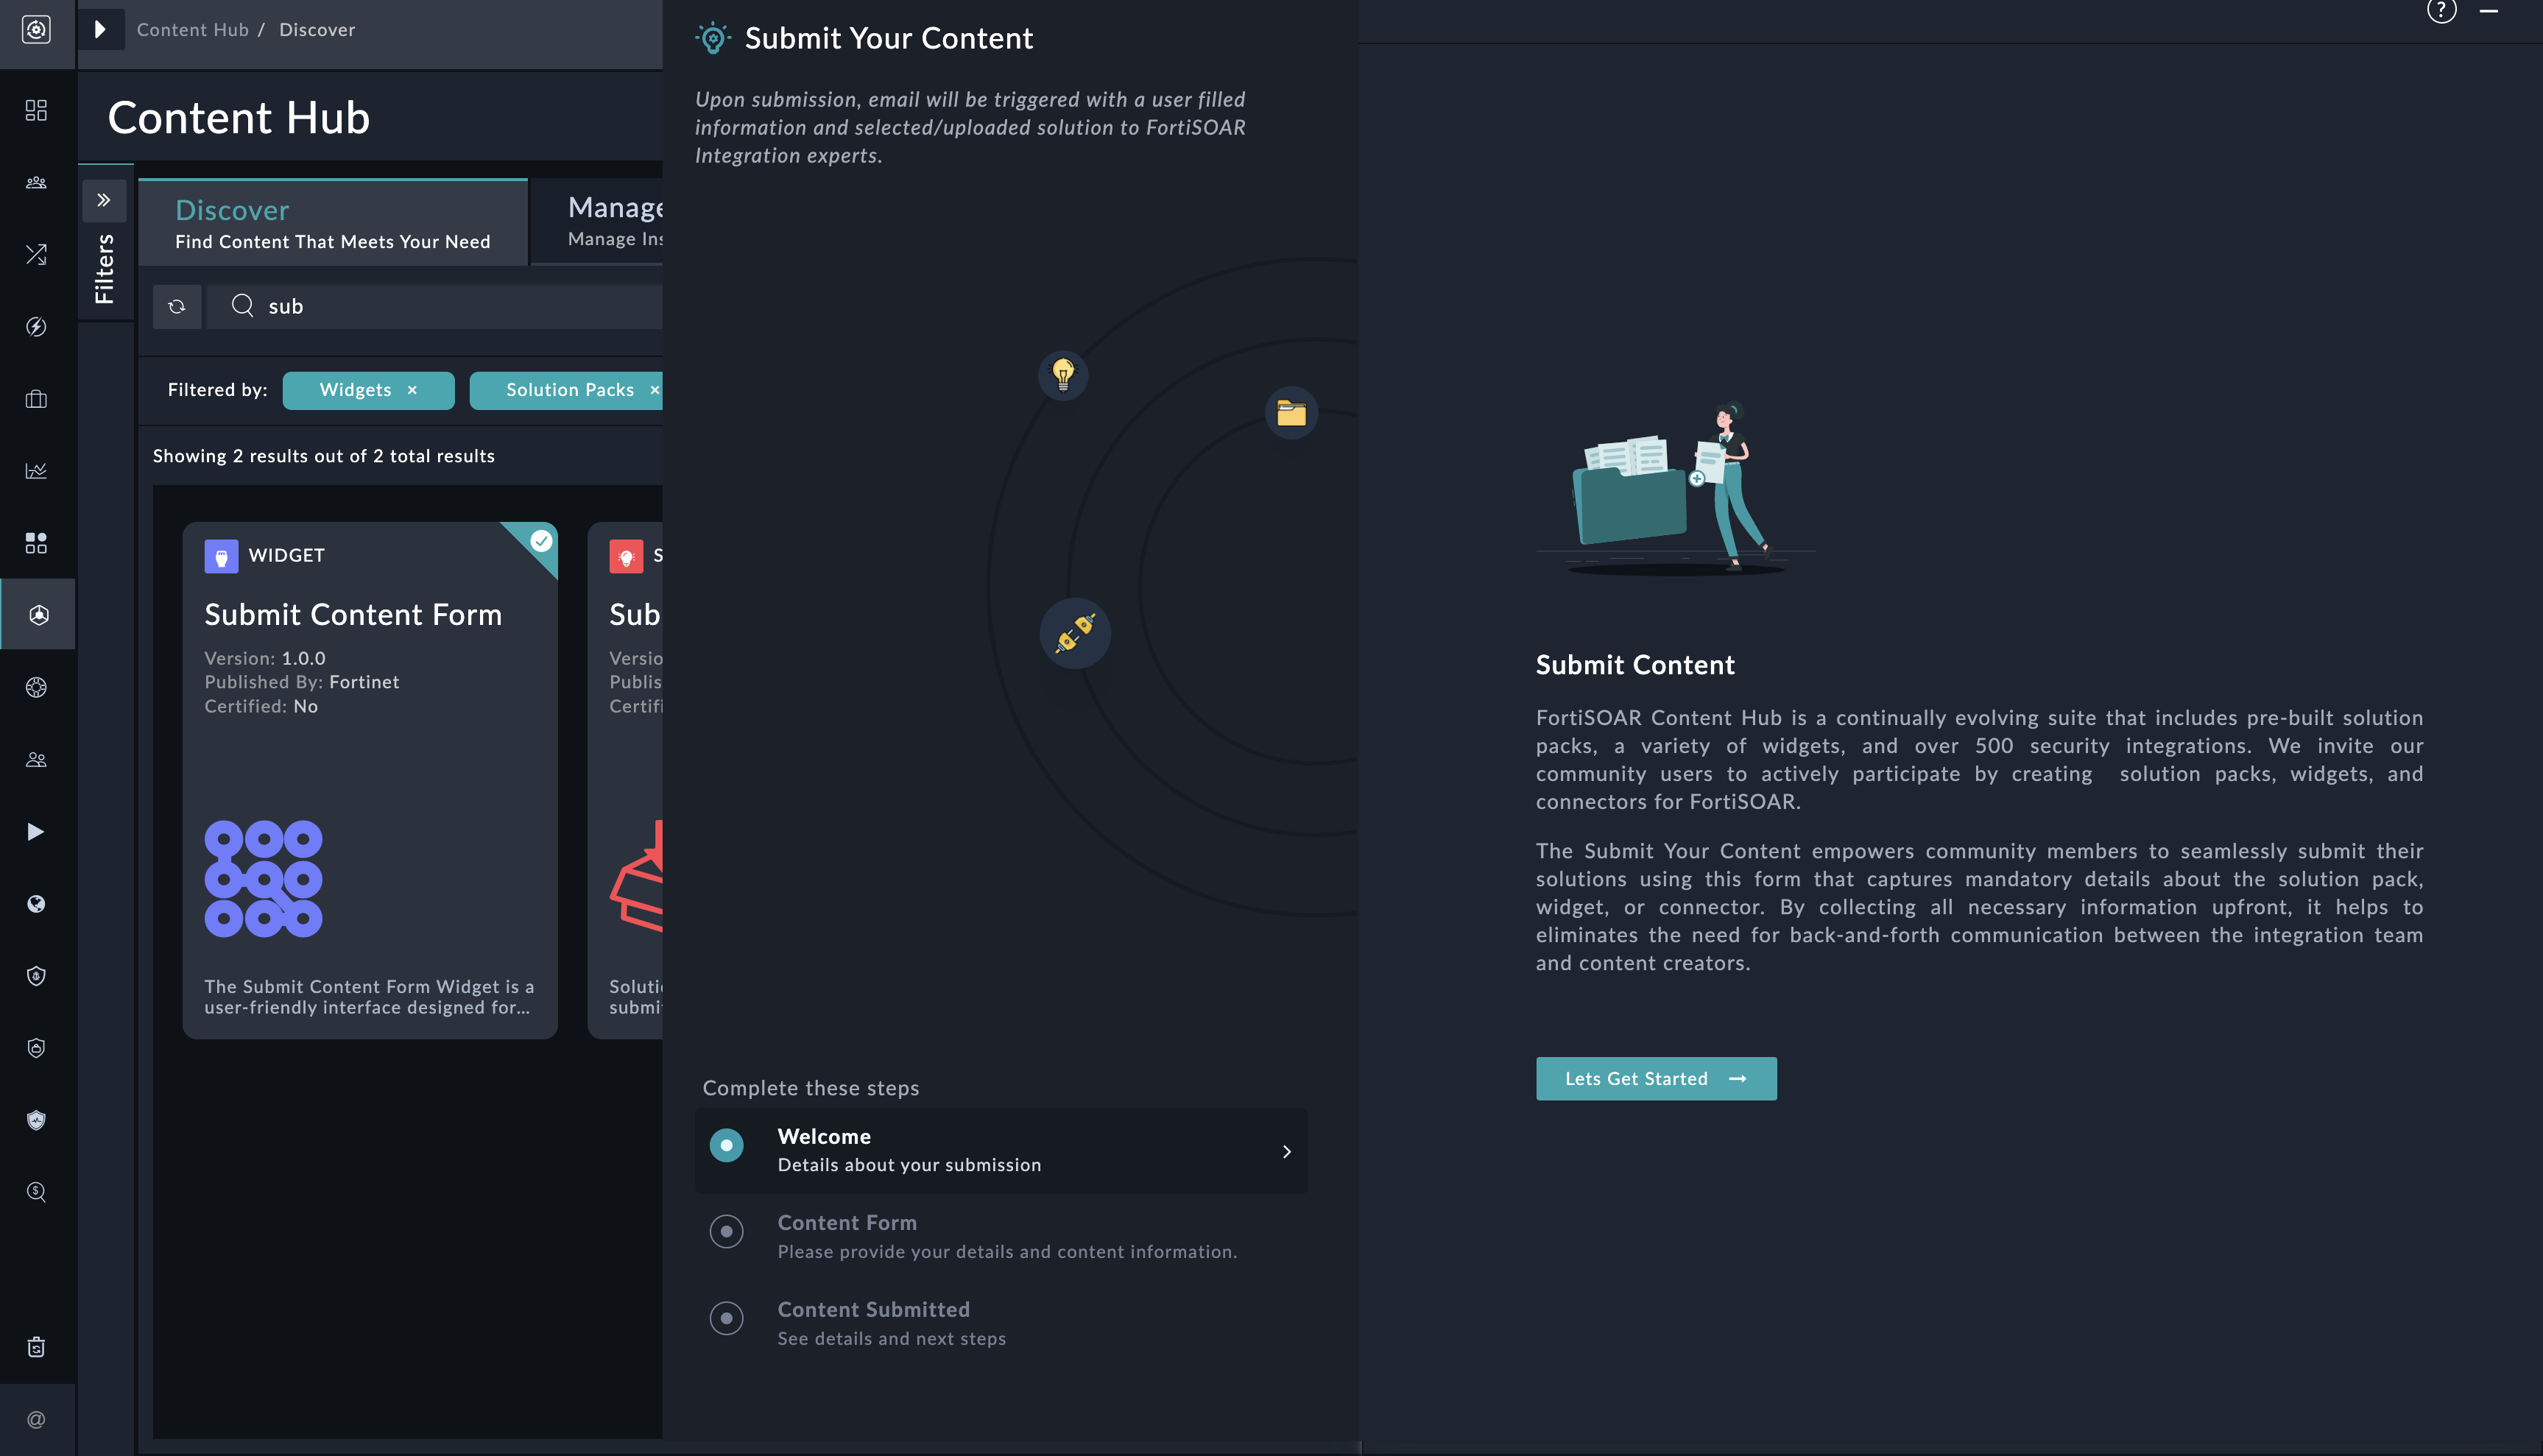 Content Hub / Discover
Content Hub
Filters
Discover
Find Content That Meets Your Need
Manage
Manage Ins
sub
Filtered by: Widgets × Solution Packs ×
Showing 2 results out of 2 total results
WIDGET
Submit Content Form
Version: 1.0.0
Published By: Fortinet
Certified: No
The Submit Content Form Widget is a
user-friendly interface designed for...
S
Sub
Versio
Publis
Certifi
Soluti
submi
Submit Your Content
Upon submission, email will be triggered with a user filled
information and selected/uploaded solution to FortiSOAR
Integration experts.
Complete these steps
Welcome
Details about your submission
Content Form
Please provide your details and content information.
Content Submitted
See details and next steps
Submit Content
FortiSOAR Content Hub is a continually evolving suite that includes pre-built solution
packs, a variety of widgets, and over 500 security integrations. We invite our
community users to actively participate by creating solution packs, widgets, and
connectors for FortiSOAR.
The Submit Your Content empowers community members to seamlessly submit their
solutions using this form that captures mandatory details about the solution pack,
widget, or connector. By collecting all necessary information upfront, it helps to
eliminates the need for back-and-forth communication between the integration team
and content creators.
Lets Get Started